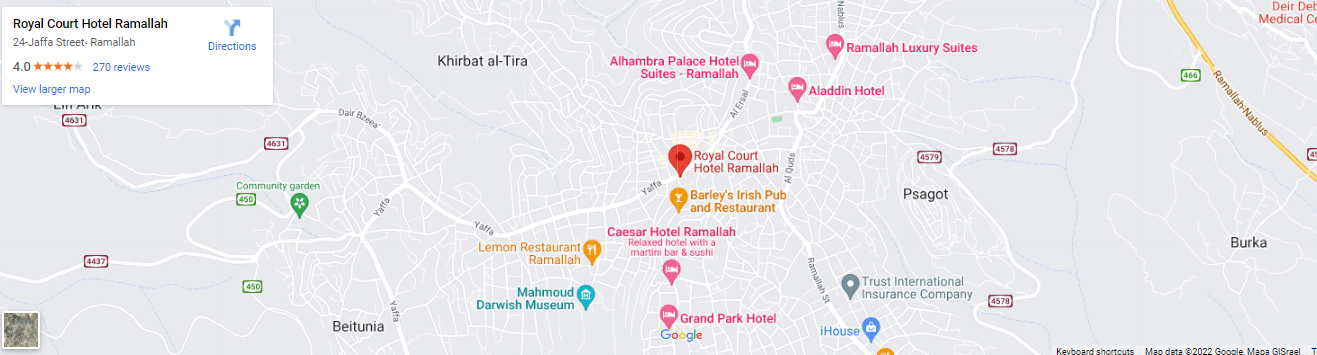 Royal Court Hotel Ramallah
24-Jaffa Street- Ramallah
4.0
270 reviews
View larger map
Directions
Ein Arik
4631
Dair Bzeea'
4631
Khirbat al-Tira
Alhambra Palace Hotel
Suites - Ramallah
Al Ersal
Nablus
Ramallah Luxury Suites
Aladdin Hotel
Deir Deb
Medical Ce
466
Ramallah-Nablus
4579
4578
Royal Court
Hotel Ramallah
Yaffa
Al Quds
Barley's Irish Pub
and Restaurant
Psagot
Community garden
450
Yaffa
Yaffa
Caesar Hotel Ramallah
Relaxed hotel with a
martini bar & sushi
Lemon Restaurant
Ramallah
Burka
4437
450
Mahmoud
Darwish Museum
Yaffa
Ramallah St
Trust International
Insurance Company
4578
Beitunia
Grand Park Hotel
Google
iHouse
Keyboard shortcuts
Map data ©2022 Google, Mapa GISrael
T